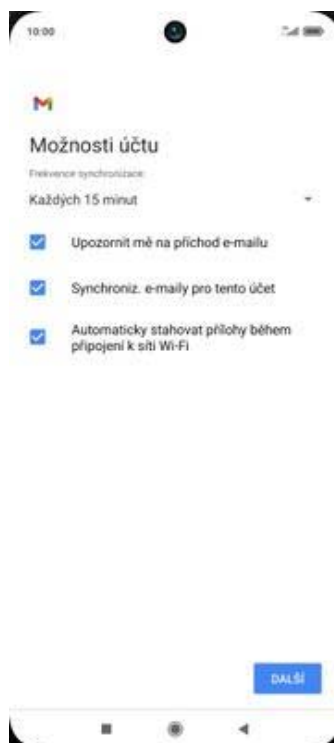 10:00
Možnosti účtu
Frekvence synchronizace:
Každých 15 minut
Upozornit mě na příchod e-mailu
Synchroniz. e-maily pro tento účet
Automaticky stahovat přílohy během
připojení k síti Wi-Fi
DALŠÍ